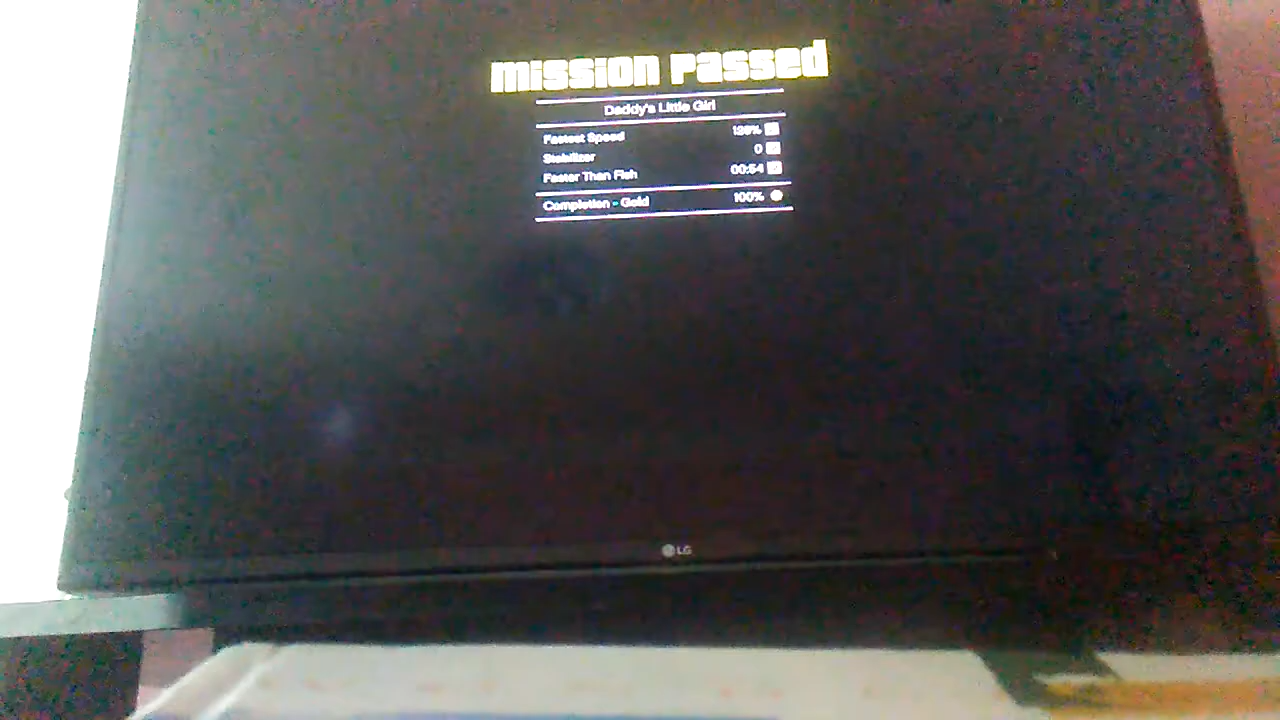 mission passed
Daddy's Little Girl
Fastest Speed
Stabilizer 0
Faster Than Fish 00:54
Completion - Gold 100%
LG